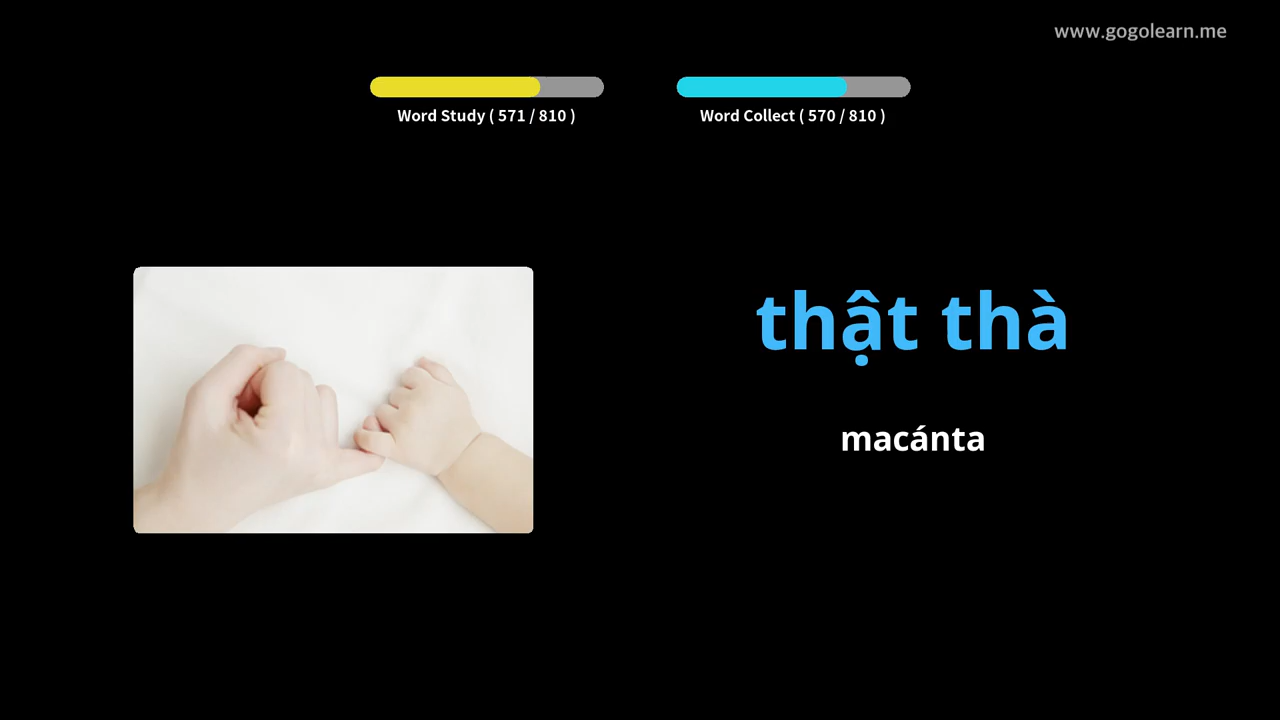 www.gogolearn.me
Word Study ( 571 / 810 )
Word Collect ( 570 / 810 )
thật thà
macánta